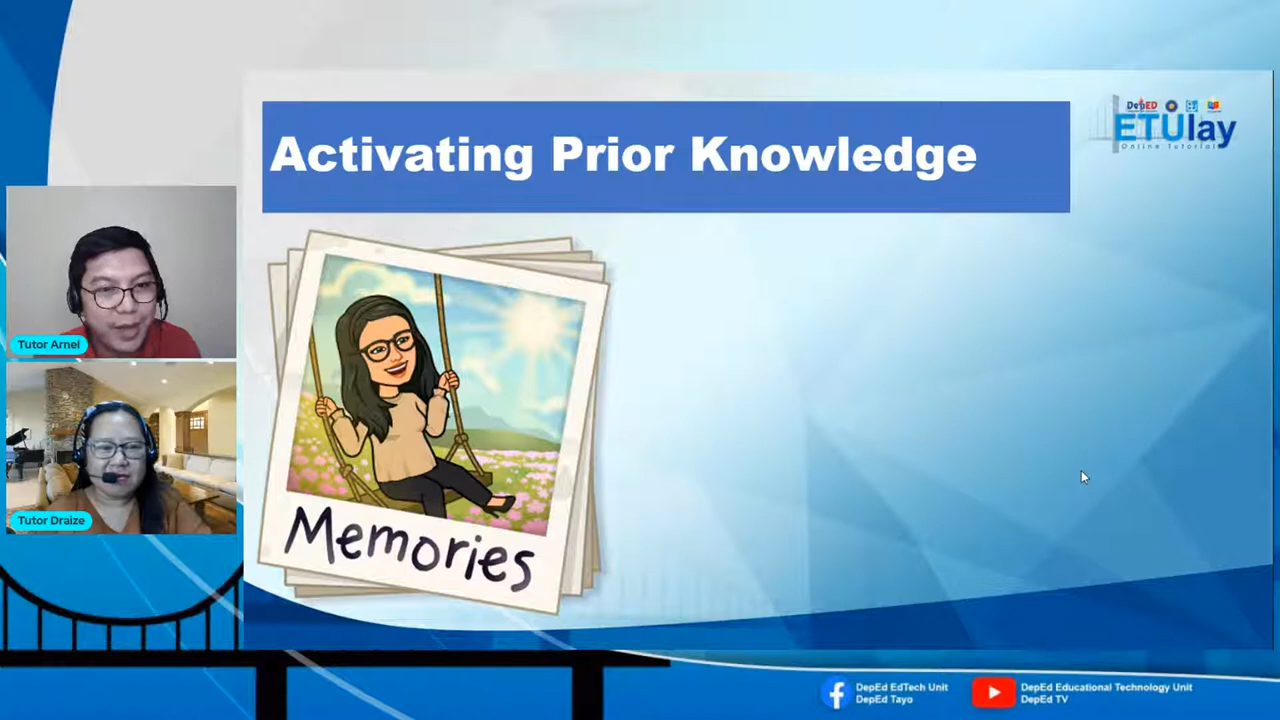 Activating Prior Knowledge
DepED
ETUlay
Online Tutorial
Tutor Arnel
Tutor Draize
Memories
DepEd EdTech Unit
DepEd Tayo
DepEd Educational Technology Unit
DepEd TV